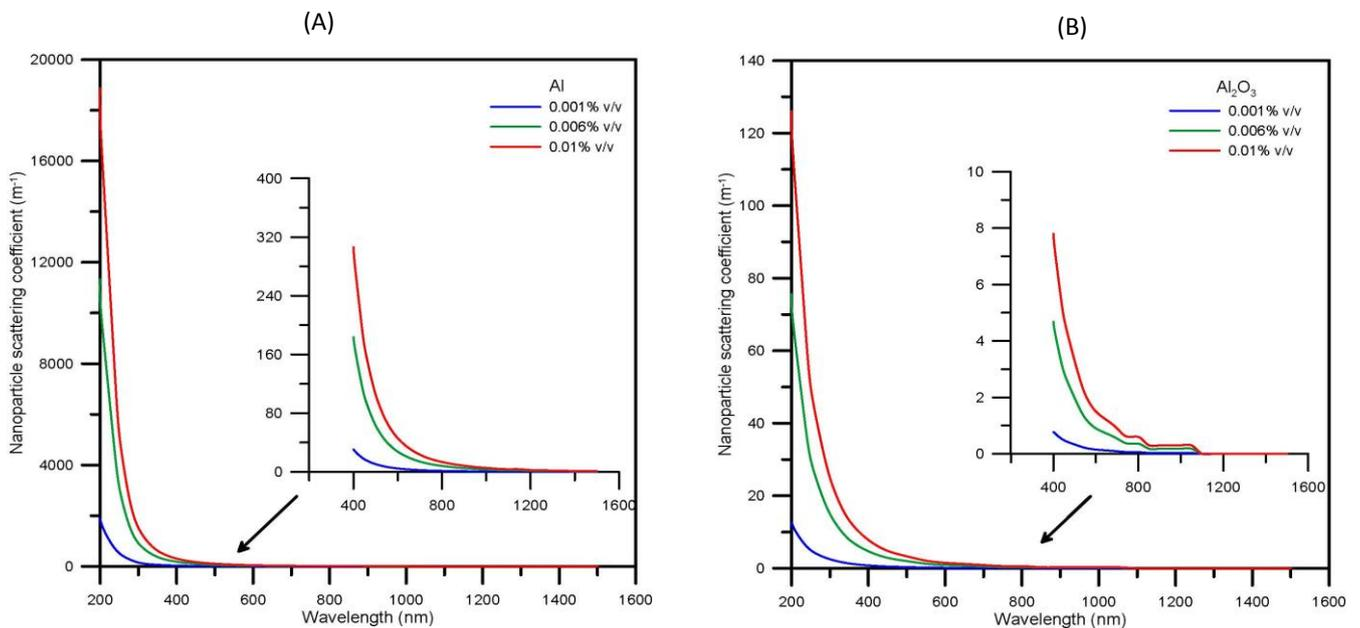 (A)
20000
16000
12000
8000
4000
0
Nanoparticle scattering coefficient (m⁻¹)
Al
0.001% v/v
0.006% v/v
0.01% v/v
400
320
240
160
80
0
400 800 1200 1600
200 400 600 800 1000 1200 1400 1600
Wavelength (nm)
(B)
140
120
100
80
60
40
20
0
Nanoparticle scattering coefficient (m⁻¹)
Al₂O₃
0.001% v/v
0.006% v/v
0.01% v/v
10
8
6
4
2
0
400 800 1200 1600
200 400 600 800 1000 1200 1400 1600
Wavelength (nm)